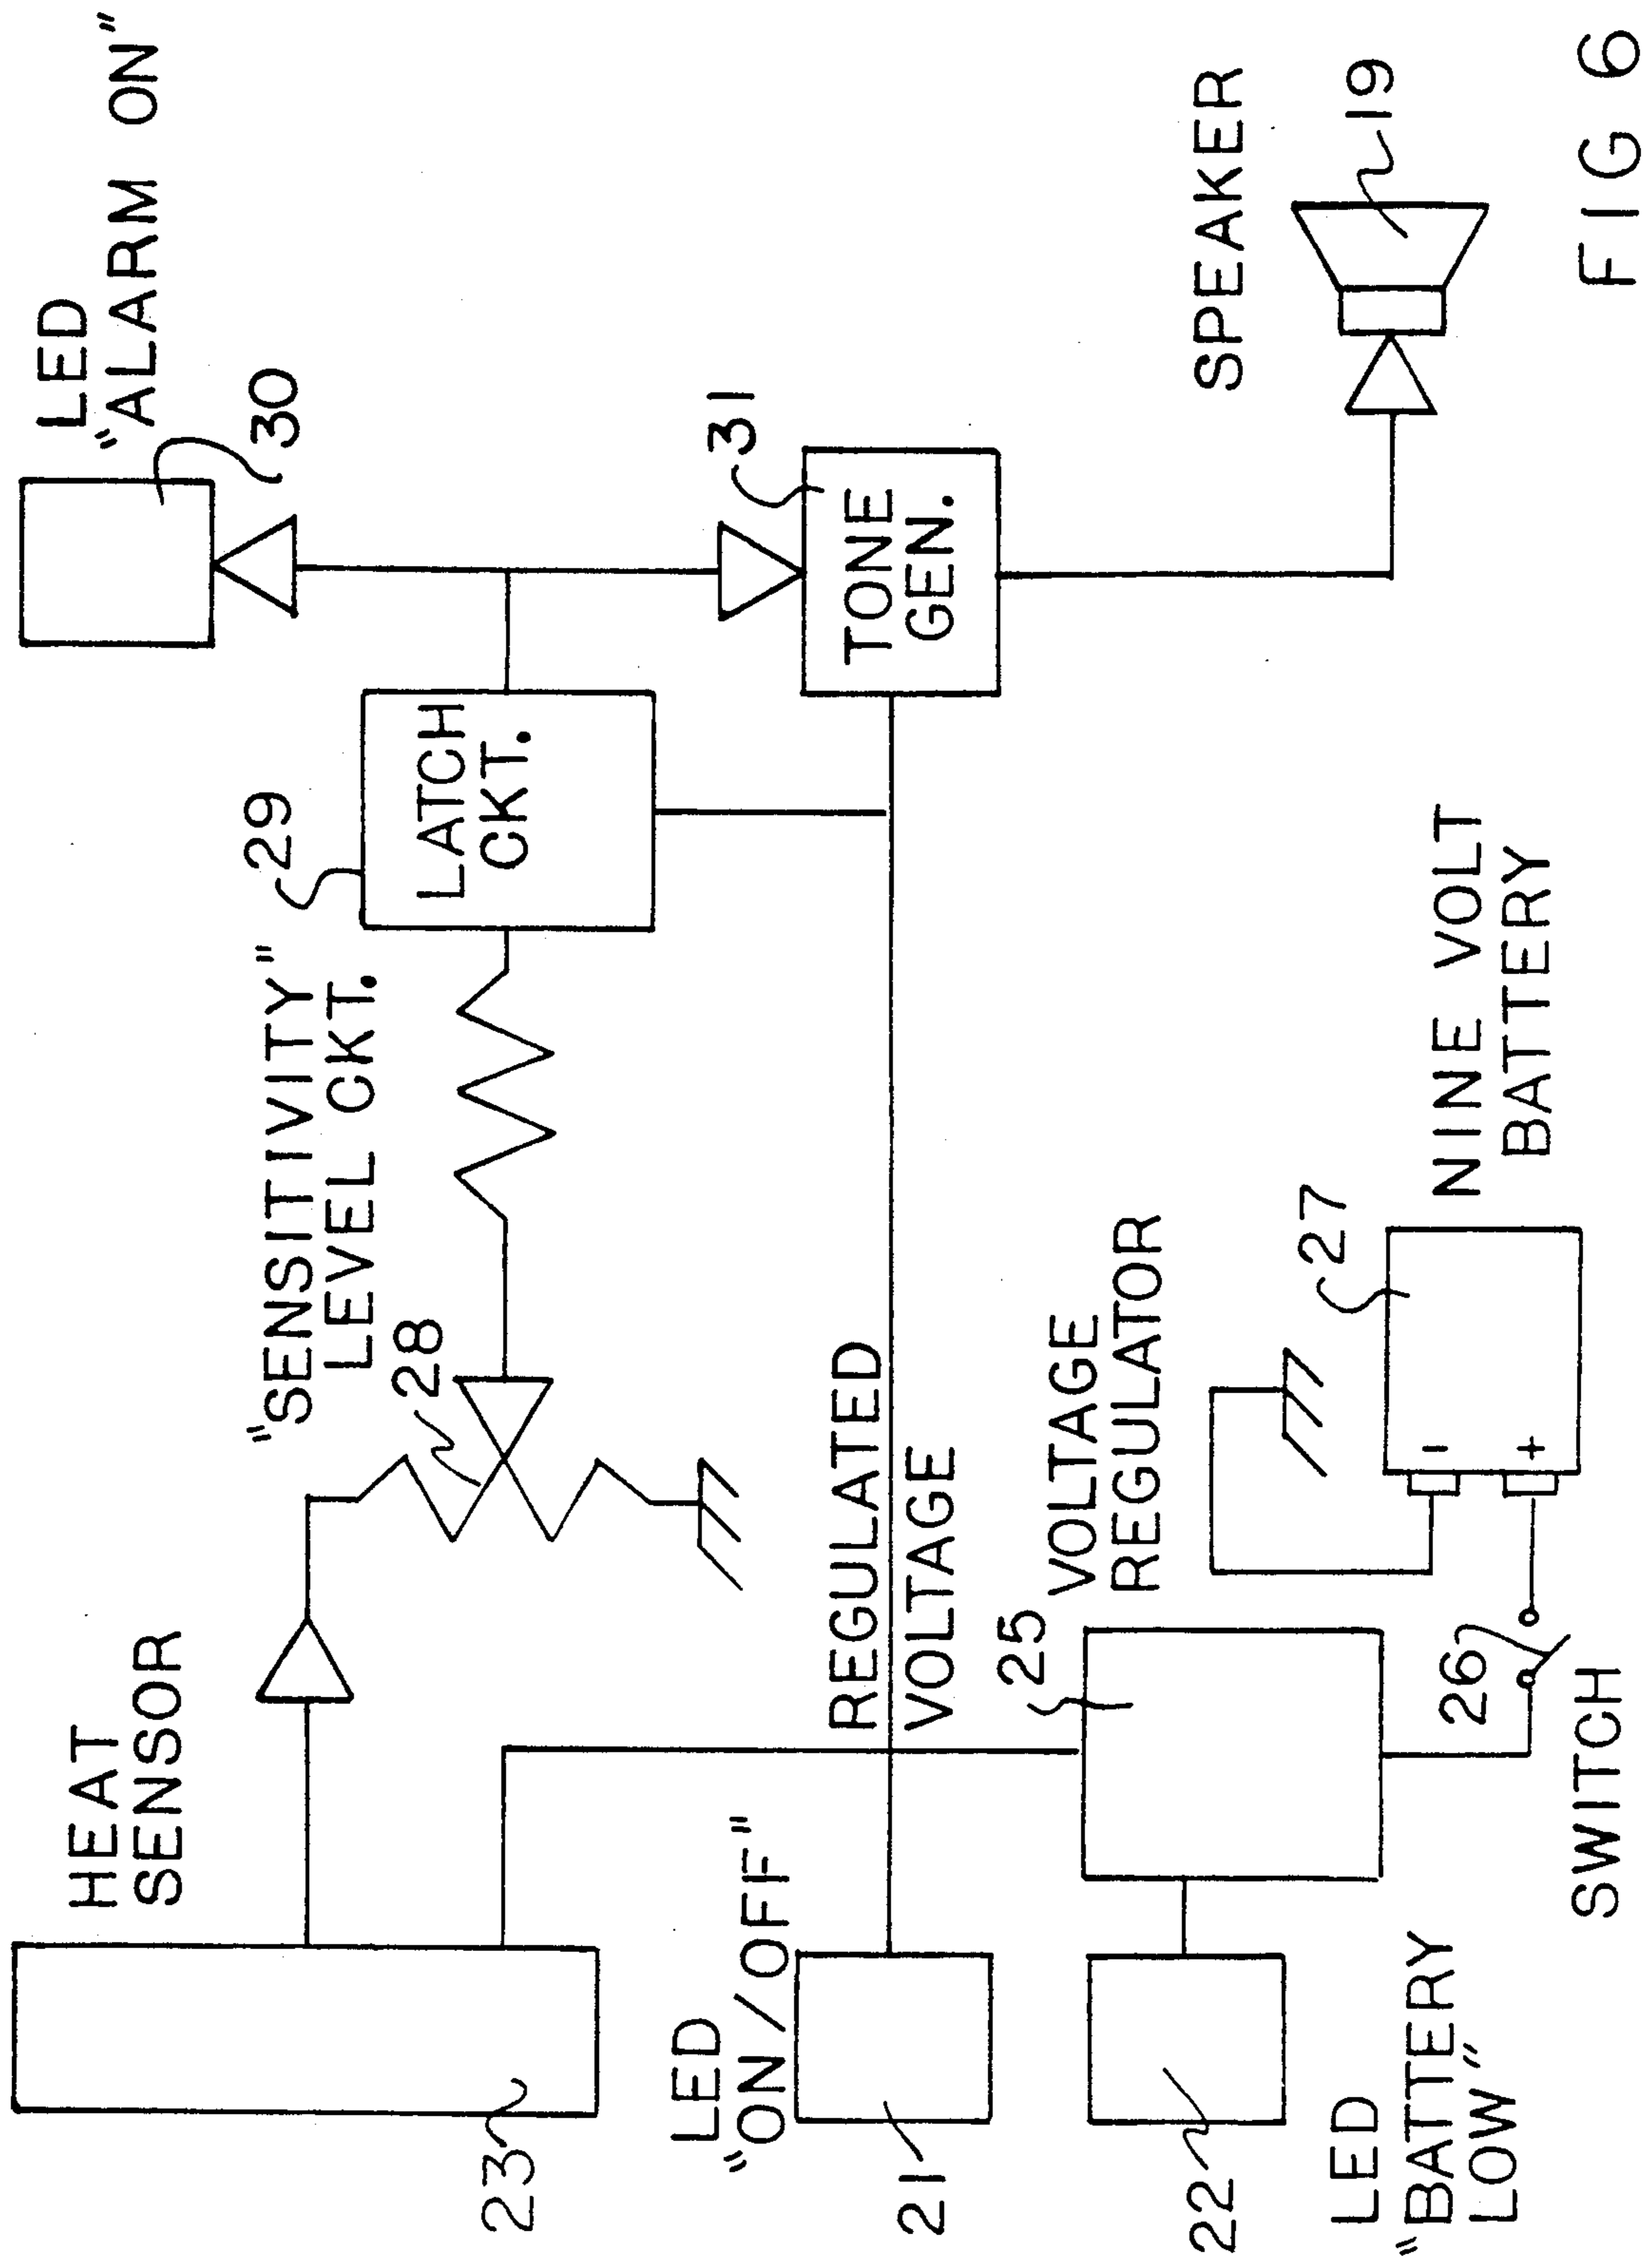 LED
"ALARM ON"
HEAT
SENSOR
30
29
"SENSITIVITY"
LEVEL CKT.
28
LATCH
CKT.
23
LED
"ON/OFF"
31
TONE
GEN.
REGULATED
VOLTAGE
21
25
VOLTAGE
REGULATOR
22
SPEAKER
27
19
LED
"BATTERY
LOW"
26
NINE VOLT
BATTERY
-
+
SWITCH
FIG 6